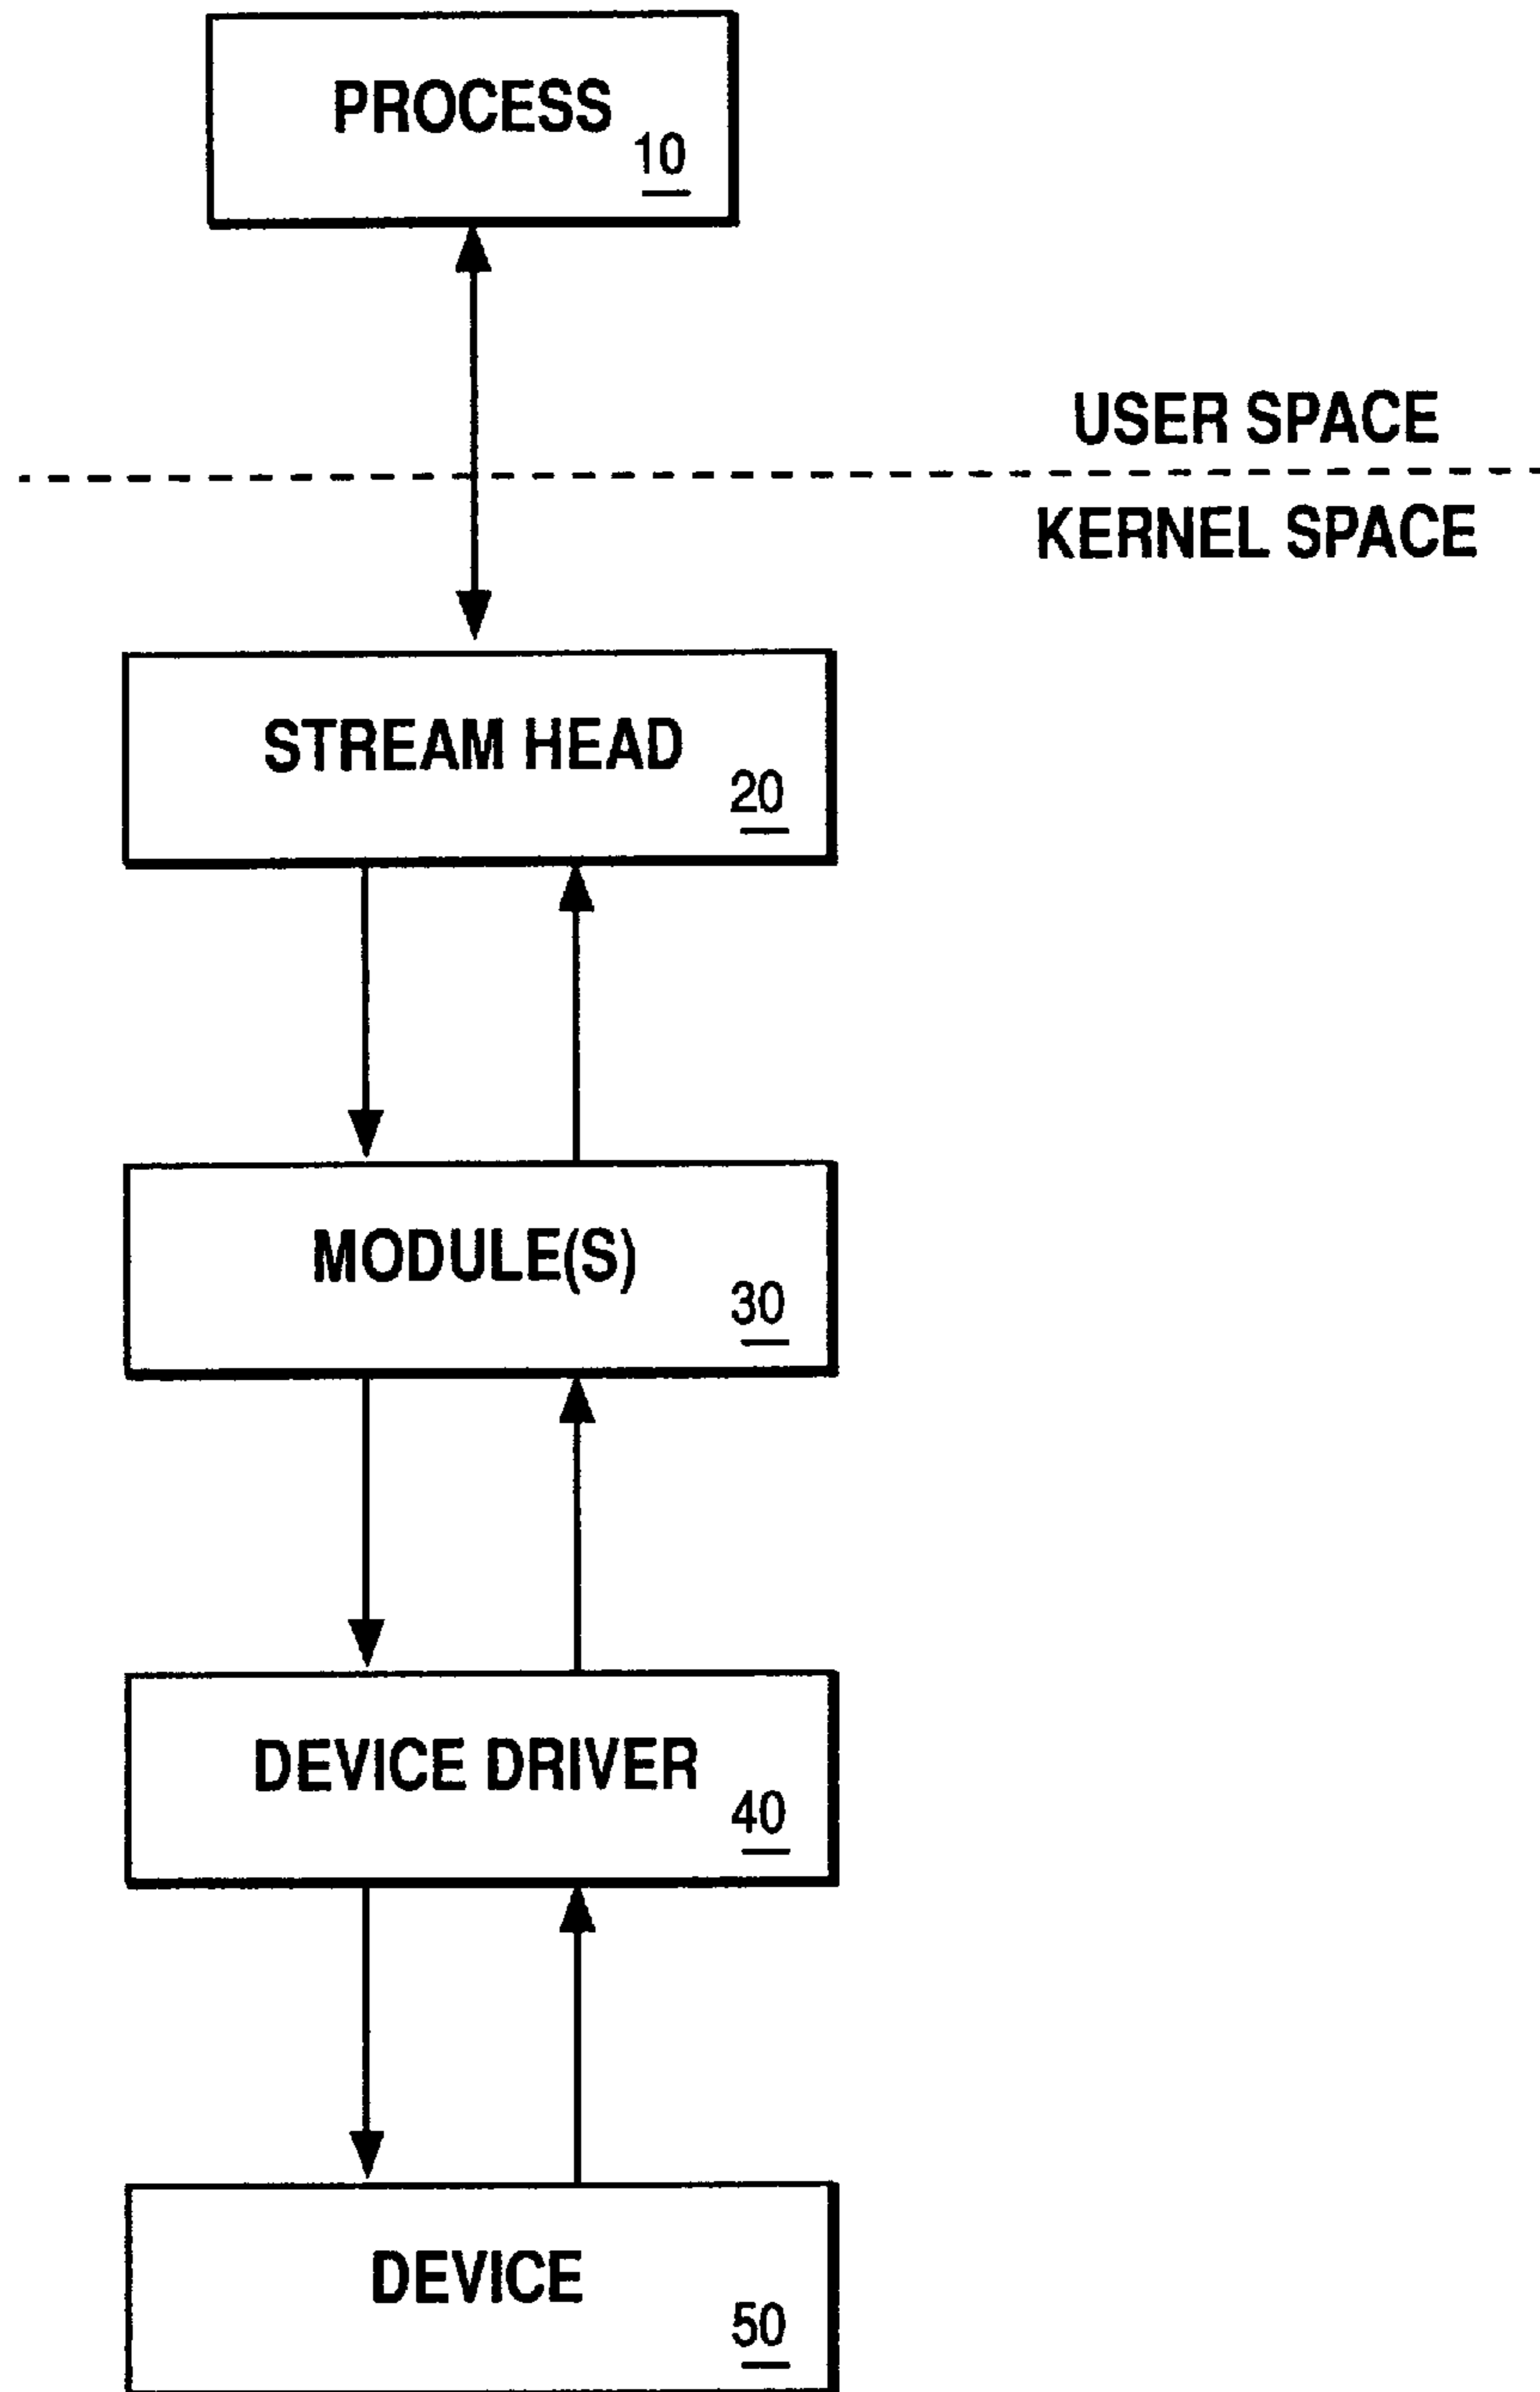 PROCESS
10
USER SPACE
KERNEL SPACE
STREAM HEAD
20
MODULE(S)
30
DEVICE DRIVER
40
DEVICE
50